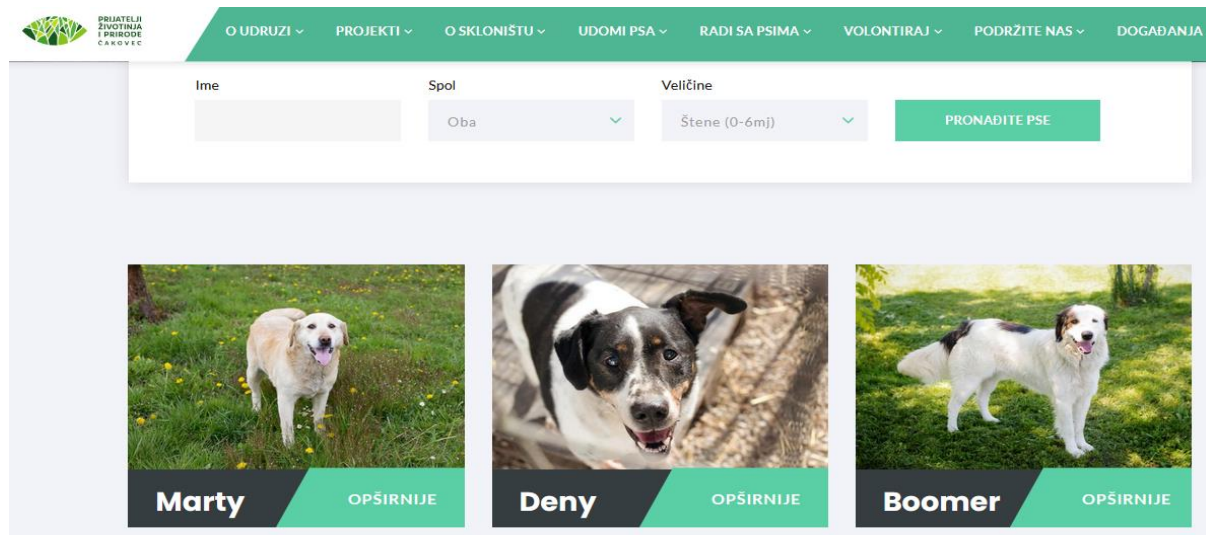 PRIJATELJI
ŽIVOTINJA
I PRIRODE
ČAKOVEC
O UDRUZI PROJEKTI O SKLONIŠTU UDOMI PSA RADI SA PSIMA VOLONTIRAJ PODRŽITE NAS DOGAĐANJA
Ime Spol Veličine
Oba Štene (0-6mj) PRONAĐITE PSE
Marty OPŠIRNIJE Deny OPŠIRNIJE Boomer OPŠIRNIJE